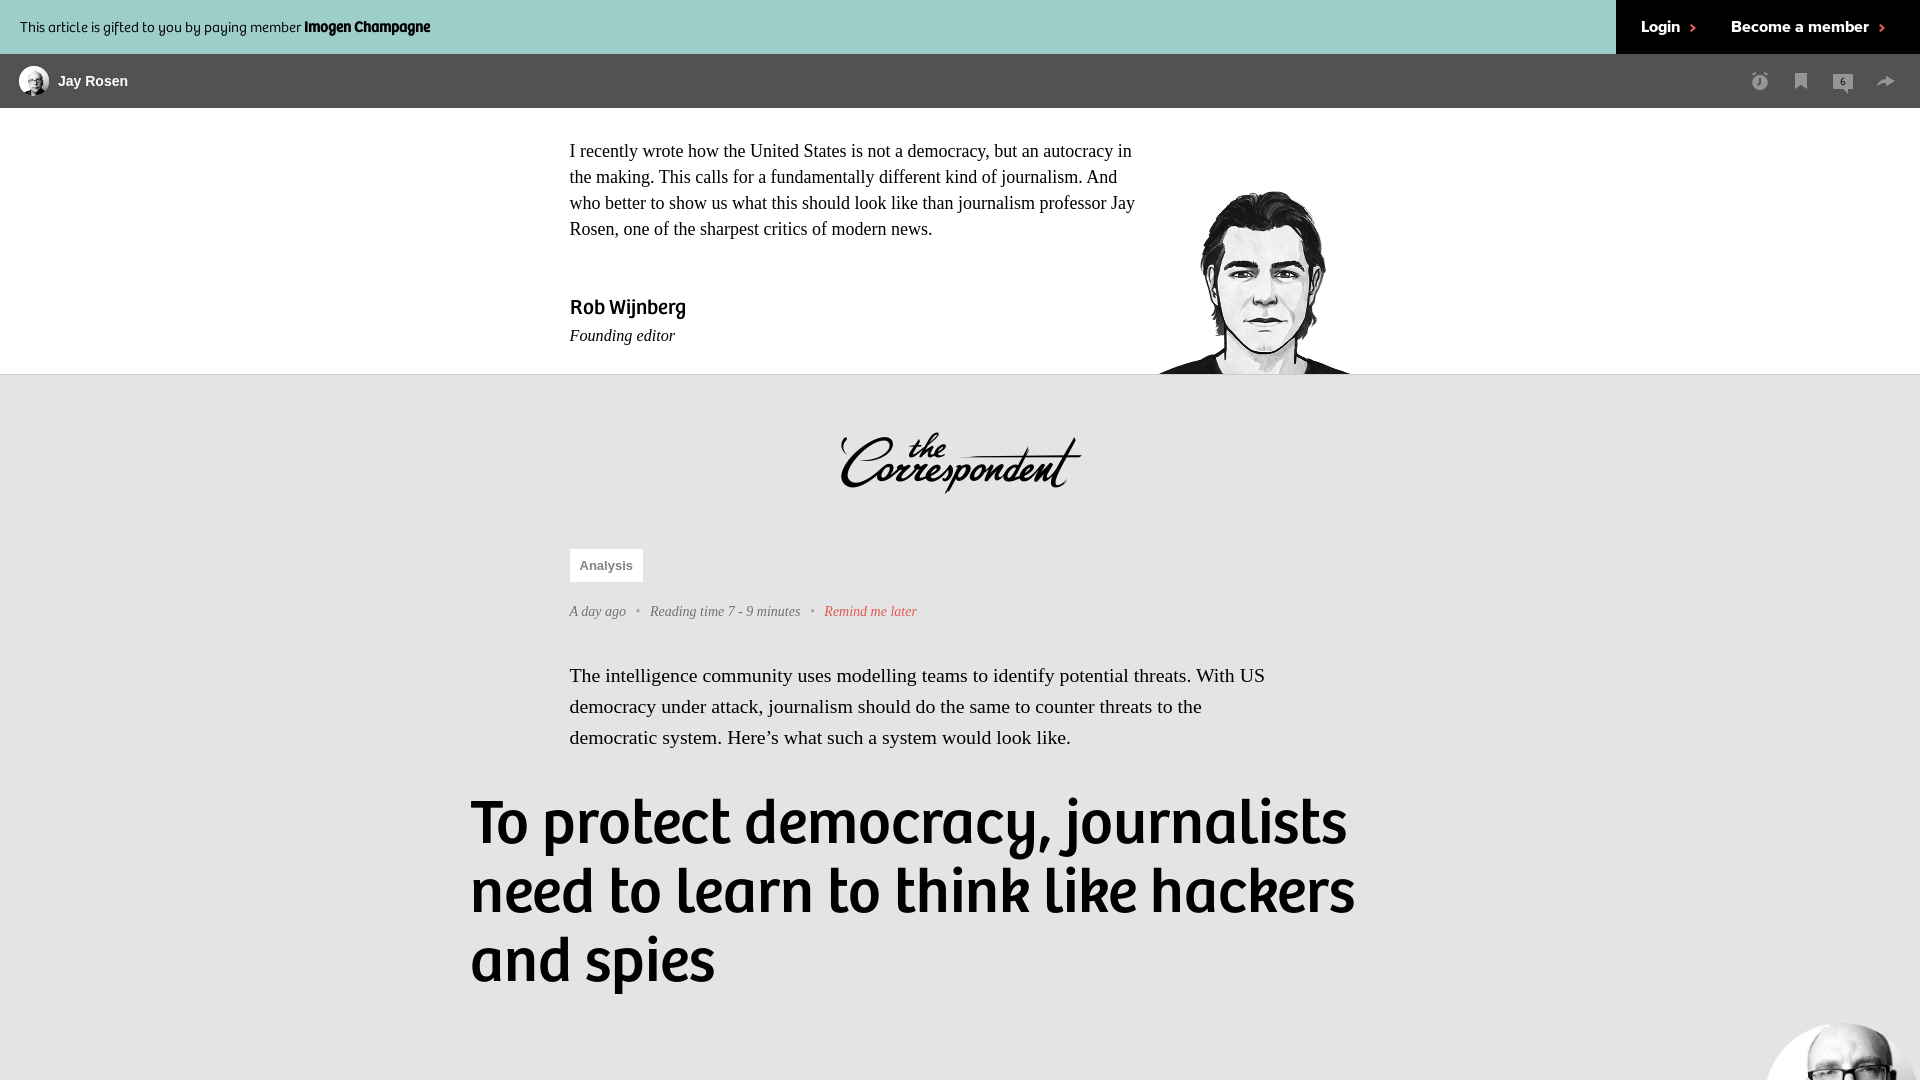 This article is gifted to you by paying member Imogen Champagne
Login
Become a member
Jay Rosen
6
I recently wrote how the United States is not a democracy, but an autocracy in
the making. This calls for a fundamentally different kind of journalism. And
who better to show us what this should look like than journalism professor Jay
Rosen, one of the sharpest critics of modern news.
Rob Wijnberg
Founding editor
the
Correspondent
Analysis
A day ago • Reading time 7 - 9 minutes • Remind me later
The intelligence community uses modelling teams to identify potential threats. With US
democracy under attack, journalism should do the same to counter threats to the
democratic system. Here’s what such a system would look like.
To protect democracy, journalists
need to learn to think like hackers
and spies